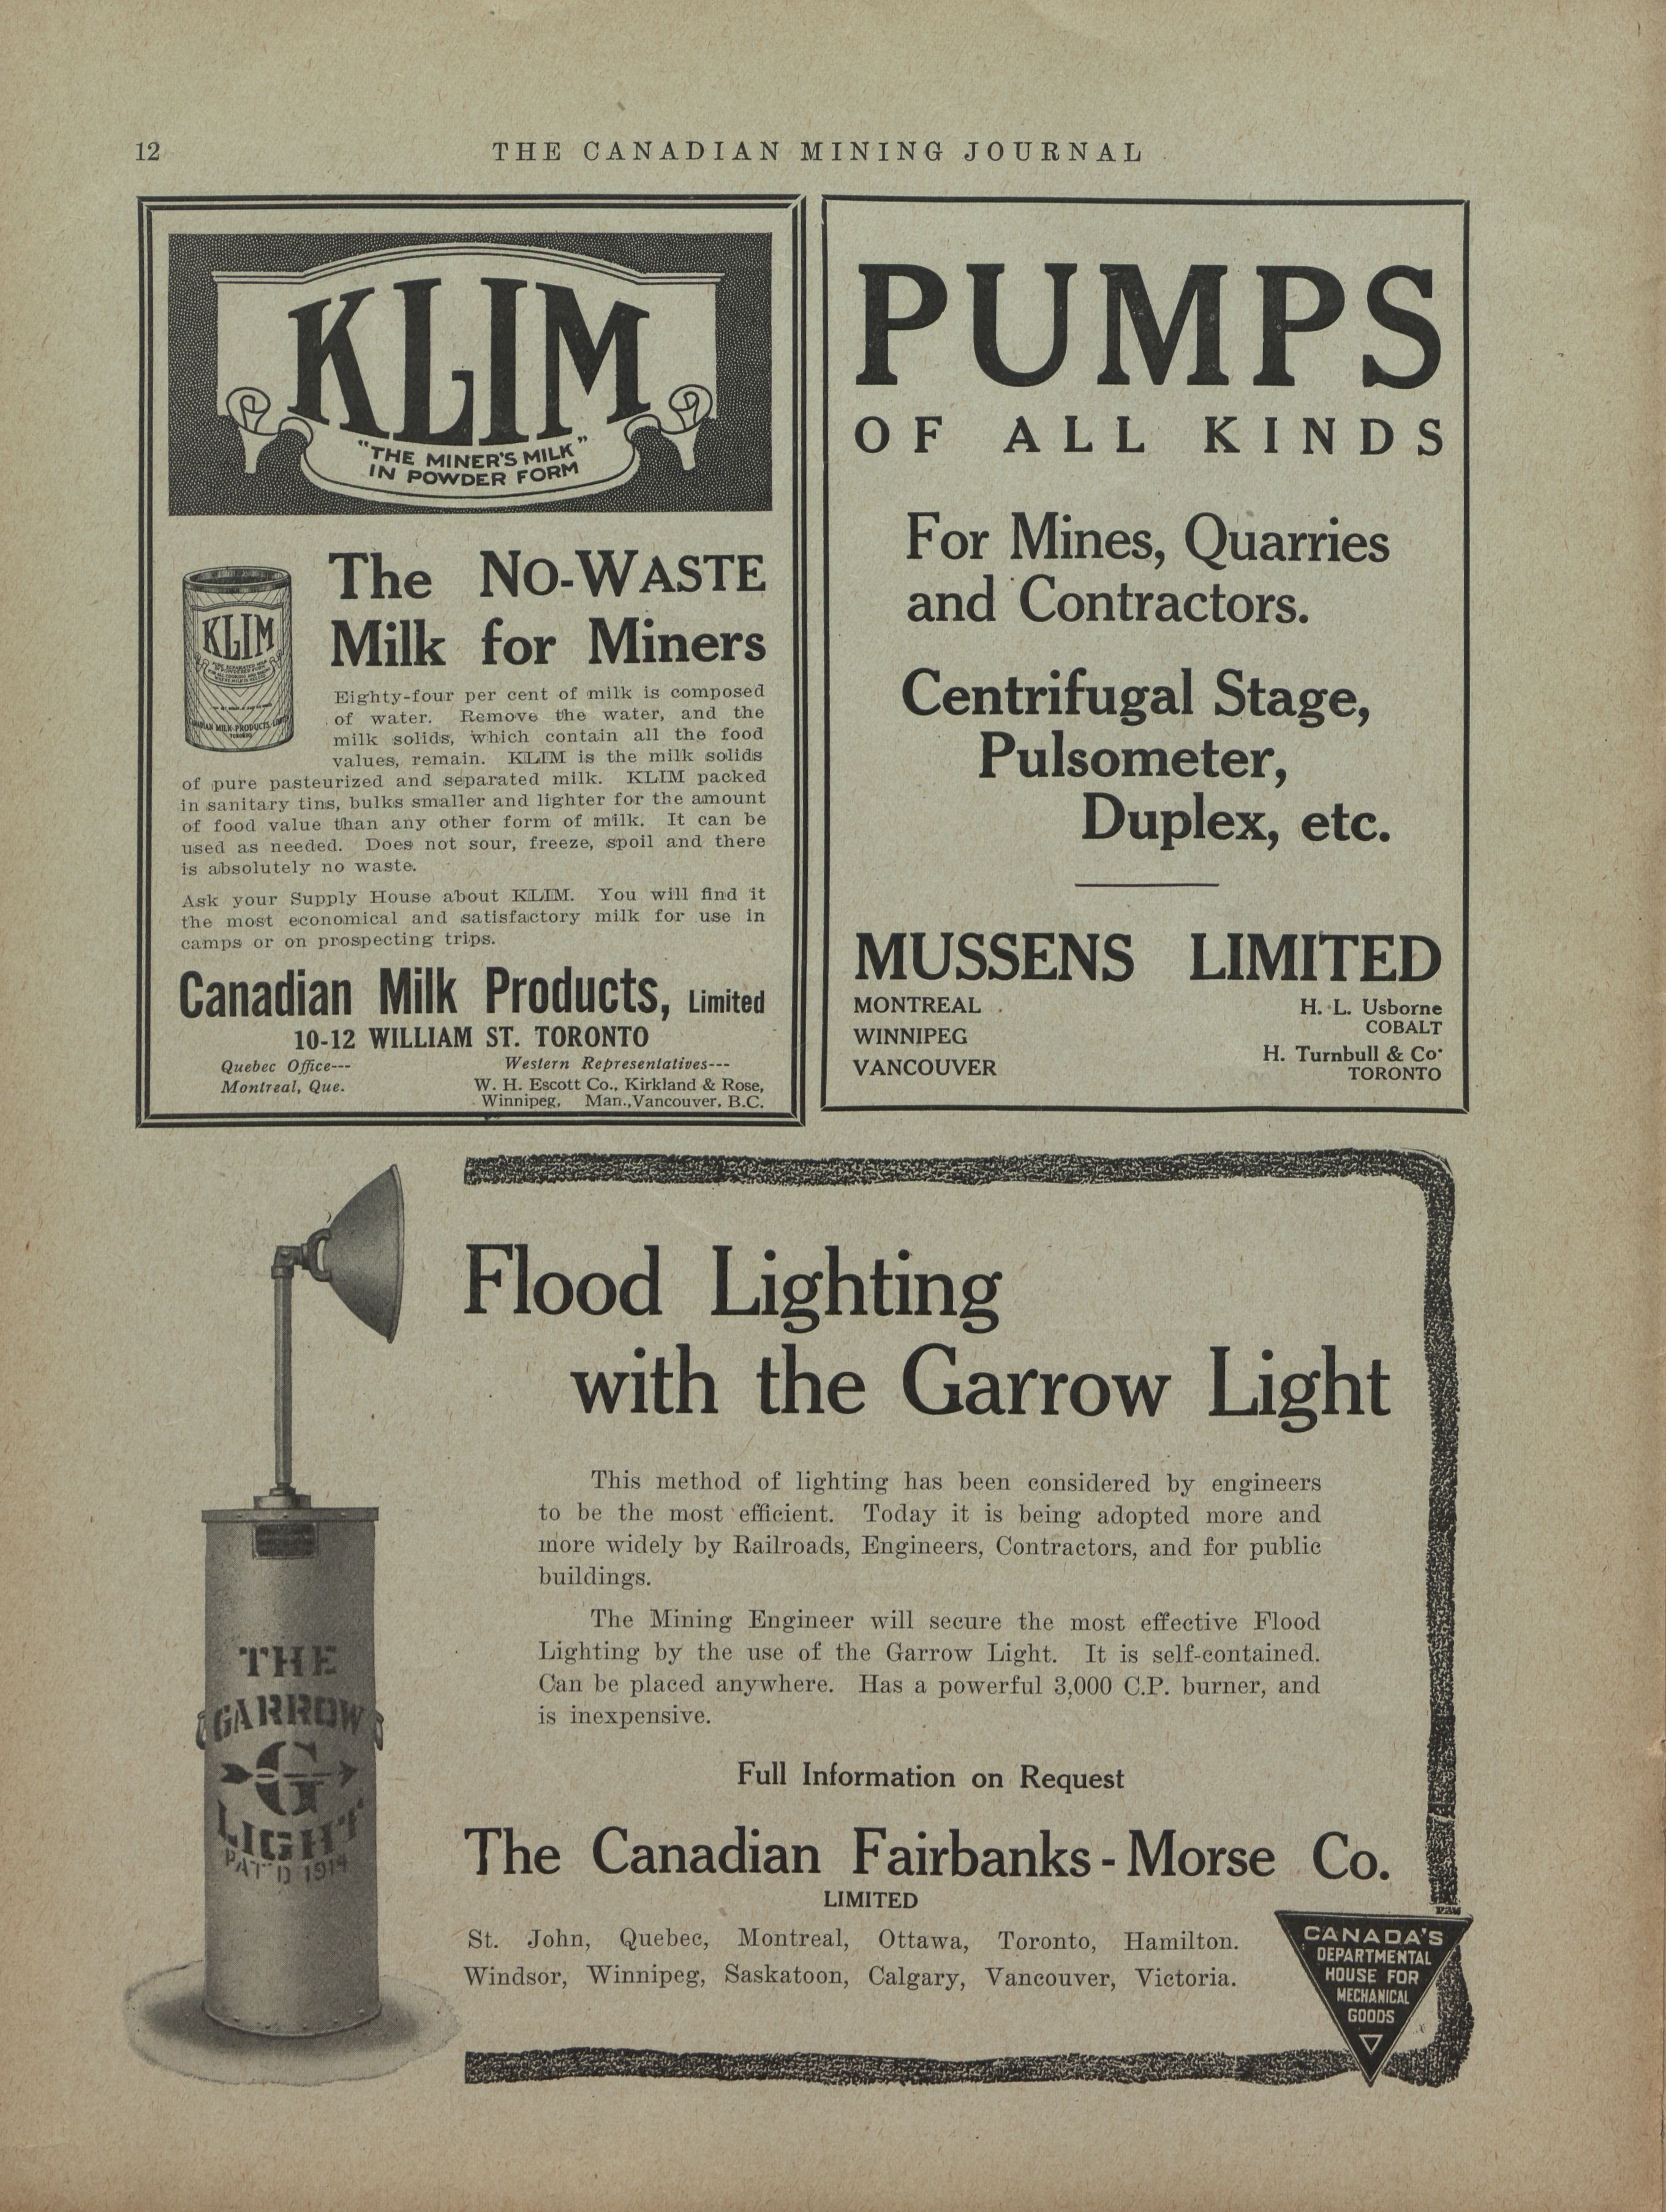 12
THE CANADIAN MINING JOURNAL
KLIM
"THE MINER'S MILK"
IN POWDER FORM
KLIM
The NO-WASTE
Milk for Miners
Eighty-four per cent of milk is composed
of water. Remove the water, and the
milk solids, which contain all the food
values, remain. KLIM is the milk solids
of pure pasteurized and separated milk. KLIM packed
in sanitary tins, bulks smaller and lighter for the amount
of food value than any other form of milk. It can be
used as needed. Does not sour, freeze, spoil and there
is absolutely no waste.
Ask your Supply House about KLIM. You will find it
the most economical and satisfactory milk for use in
camps or on prospecting trips.
Canadian Milk Products, Limited
10-12 WILLIAM ST. TORONTO
Quebec Office---
Montreal, Que.
Western Representatives---
W. H. Escott Co., Kirkland & Rose,
Winnipeg, Man., Vancouver, B.C.
PUMPS
OF ALL KINDS
For Mines, Quarries
and Contractors.
Centrifugal Stage,
Pulsometer,
Duplex, etc.
MUSSENS LIMITED
MONTREAL
WINNIPEG
VANCOUVER
H. L. Usborne
COBALT
H. Turnbull & Co.
TORONTO
Flood Lighting
with the Garrow Light
This method of lighting has been considered by engineers
to be the most efficient. Today it is being adopted more and
more widely by Railroads, Engineers, Contractors, and for public
buildings.
The Mining Engineer will secure the most effective Flood
Lighting by the use of the Garrow Light. It is self-contained.
Can be placed anywhere. Has a powerful 3,000 C.P. burner, and
is inexpensive.
Full Information on Request
The Canadian Fairbanks-Morse Co.
LIMITED
St. John, Quebec, Montreal, Ottawa, Toronto, Hamilton.
Windsor, Winnipeg, Saskatoon, Calgary, Vancouver, Victoria.
THE
GARROW
G
LIGHT
PAT'D 1914
CANADA'S
DEPARTMENTAL
HOUSE FOR
MECHANICAL
GOODS